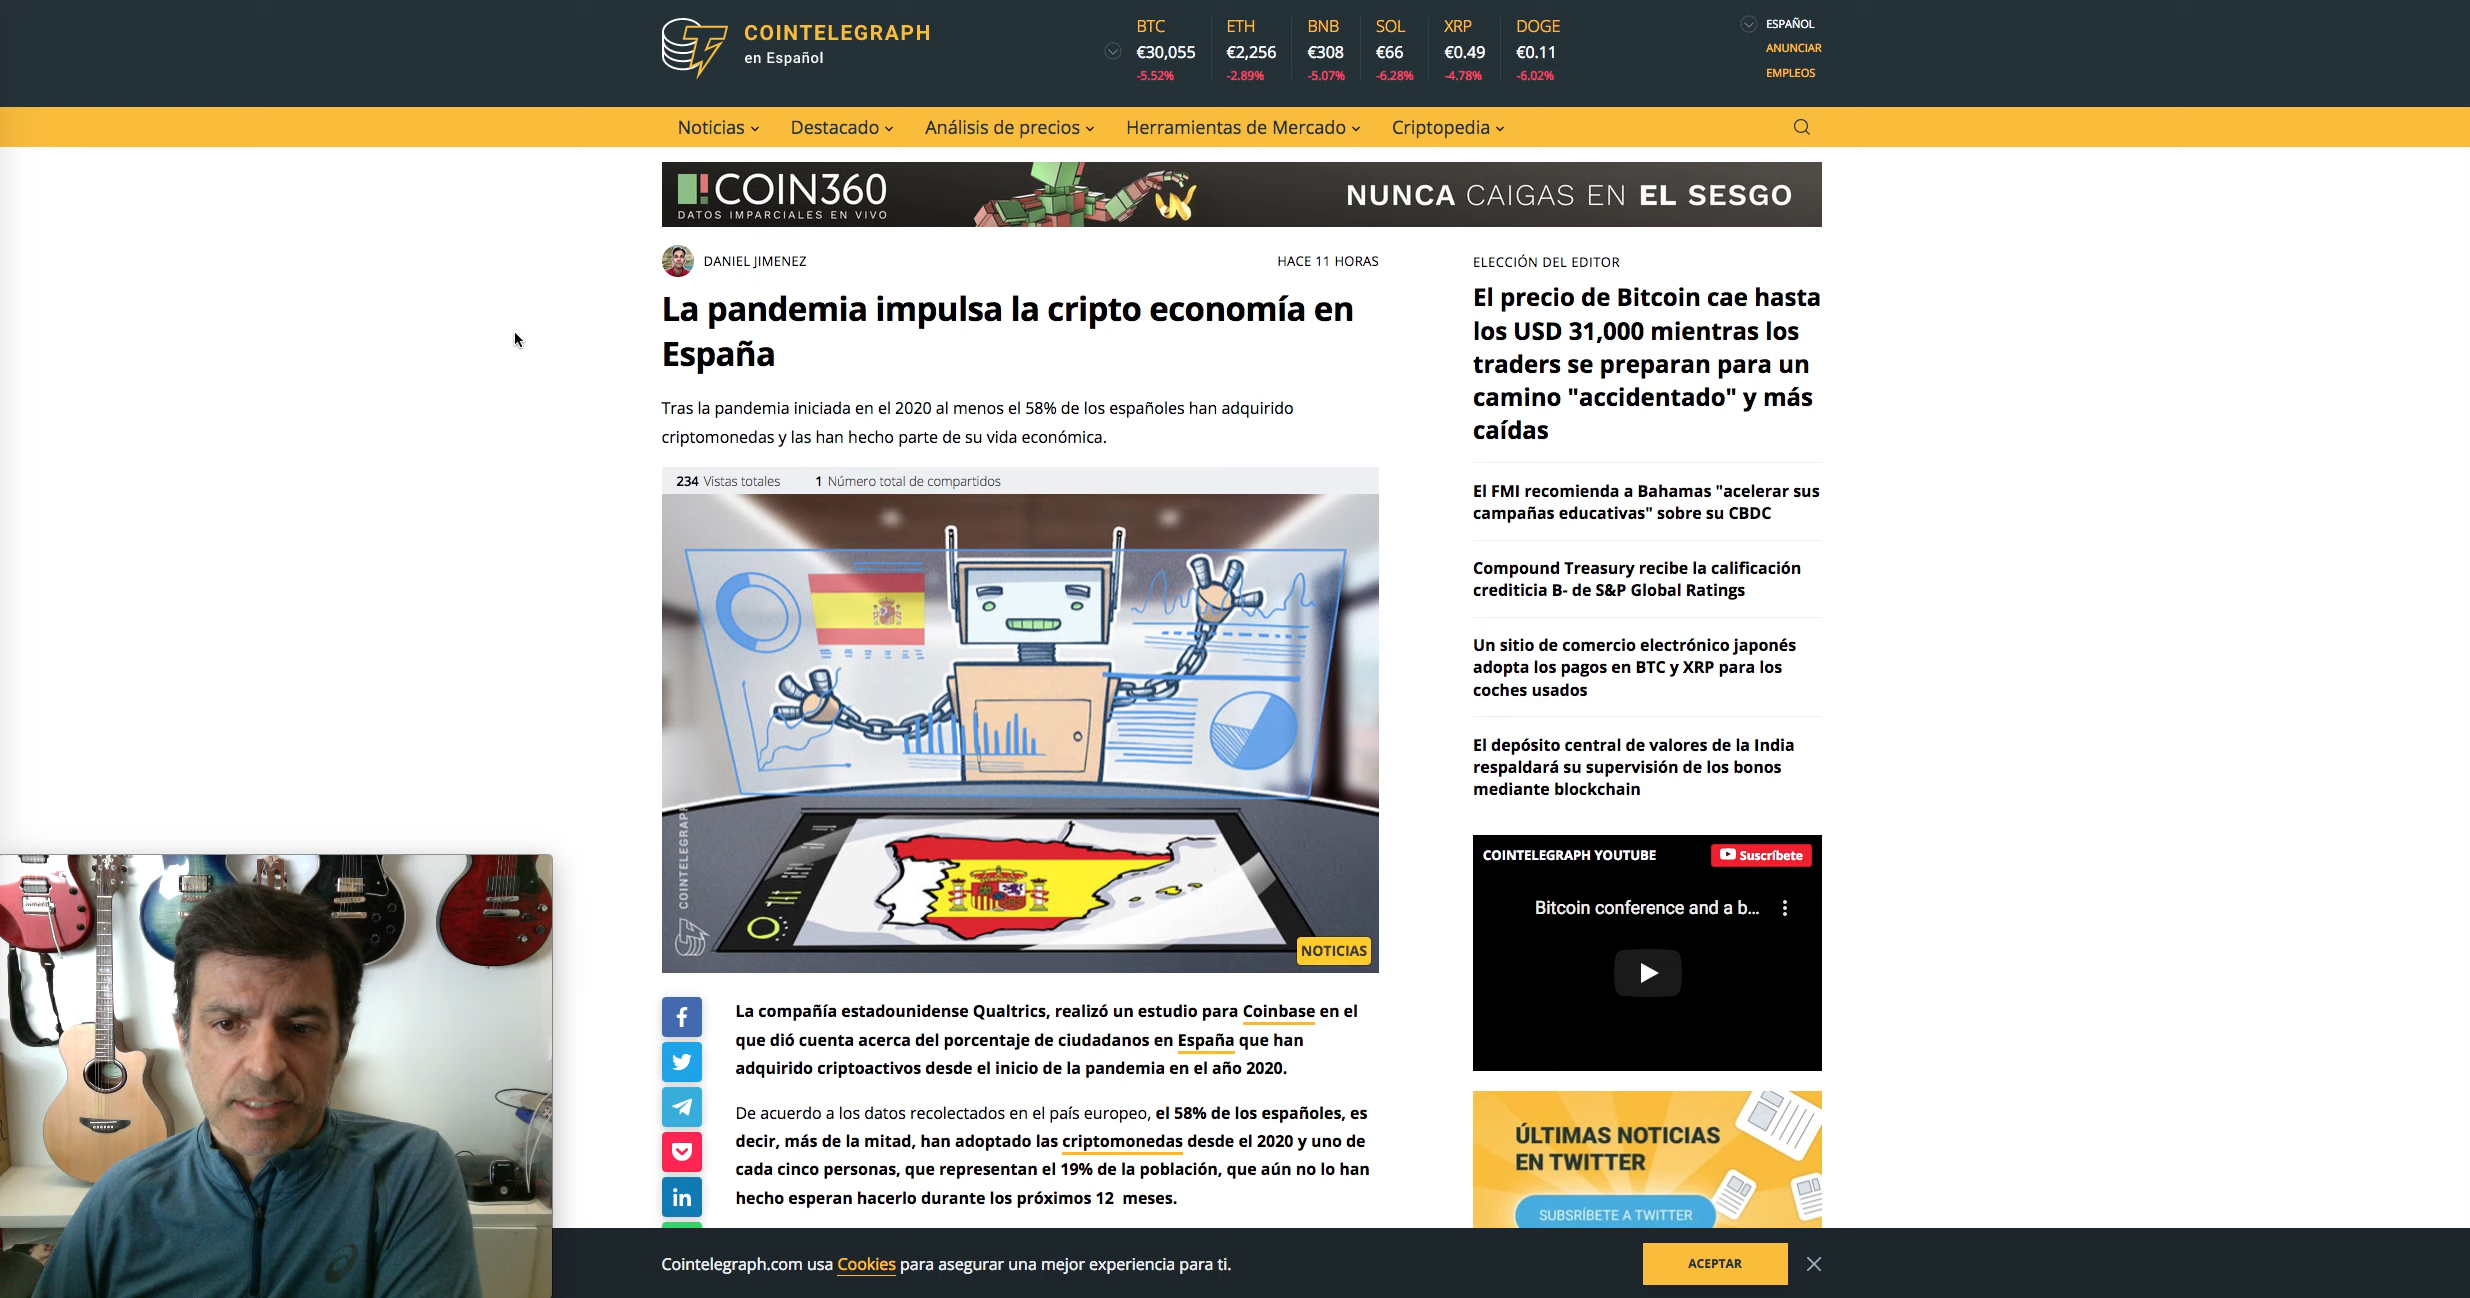 COINTELEGRAPH
en Español
BTC
€30,055
-5.52%
ETH
€2,256
-2.89%
BNB
€308
-5.07%
SOL
€66
-6.28%
XRP
€0.49
-4.78%
DOGE
€0.11
-6.02%
ESPAÑOL
ANUNCIAR
EMPLEOS
Noticias
Destacado
Análisis de precios
Herramientas de Mercado
Criptopedia
COIN360
DATOS IMPARCIALES EN VIVO
NUNCA CAIGAS EN EL SESGO
DANIEL JIMENEZ
HACE 11 HORAS
La pandemia impulsa la cripto economía en
España
Tras la pandemia iniciada en el 2020 al menos el 58% de los españoles han adquirido
criptomonedas y las han hecho parte de su vida económica.
234 Vistas totales
1 Número total de compartidos
COINTELEGRAPH
NOTICIAS
La compañía estadounidense Qualtrics, realizó un estudio para Coinbase en el
que dió cuenta acerca del porcentaje de ciudadanos en España que han
adquirido criptoactivos desde el inicio de la pandemia en el año 2020.
De acuerdo a los datos recolectados en el país europeo, el 58% de los españoles, es
decir, más de la mitad, han adoptado las criptomonedas desde el 2020 y uno de
cada cinco personas, que representan el 19% de la población, que aún no lo han
hecho esperan hacerlo durante los próximos 12 meses.
ELECCIÓN DEL EDITOR
El precio de Bitcoin cae hasta
los USD 31,000 mientras los
traders se preparan para un
camino "accidentado" y más
caídas
El FMI recomienda a Bahamas "acelerar sus
campañas educativas" sobre su CBDC
Compound Treasury recibe la calificación
crediticia B- de S&P Global Ratings
Un sitio de comercio electrónico japonés
adopta los pagos en BTC y XRP para los
coches usados
El depósito central de valores de la India
respaldará su supervisión de los bonos
mediante blockchain
COINTELEGRAPH YOUTUBE
Suscríbete
Bitcoin conference and a b...
ÚLTIMAS NOTICIAS
EN TWITTER
SUBSRÍBETE A TWITTER
Cointelegraph.com usa Cookies para asegurar una mejor experiencia para ti.
ACEPTAR